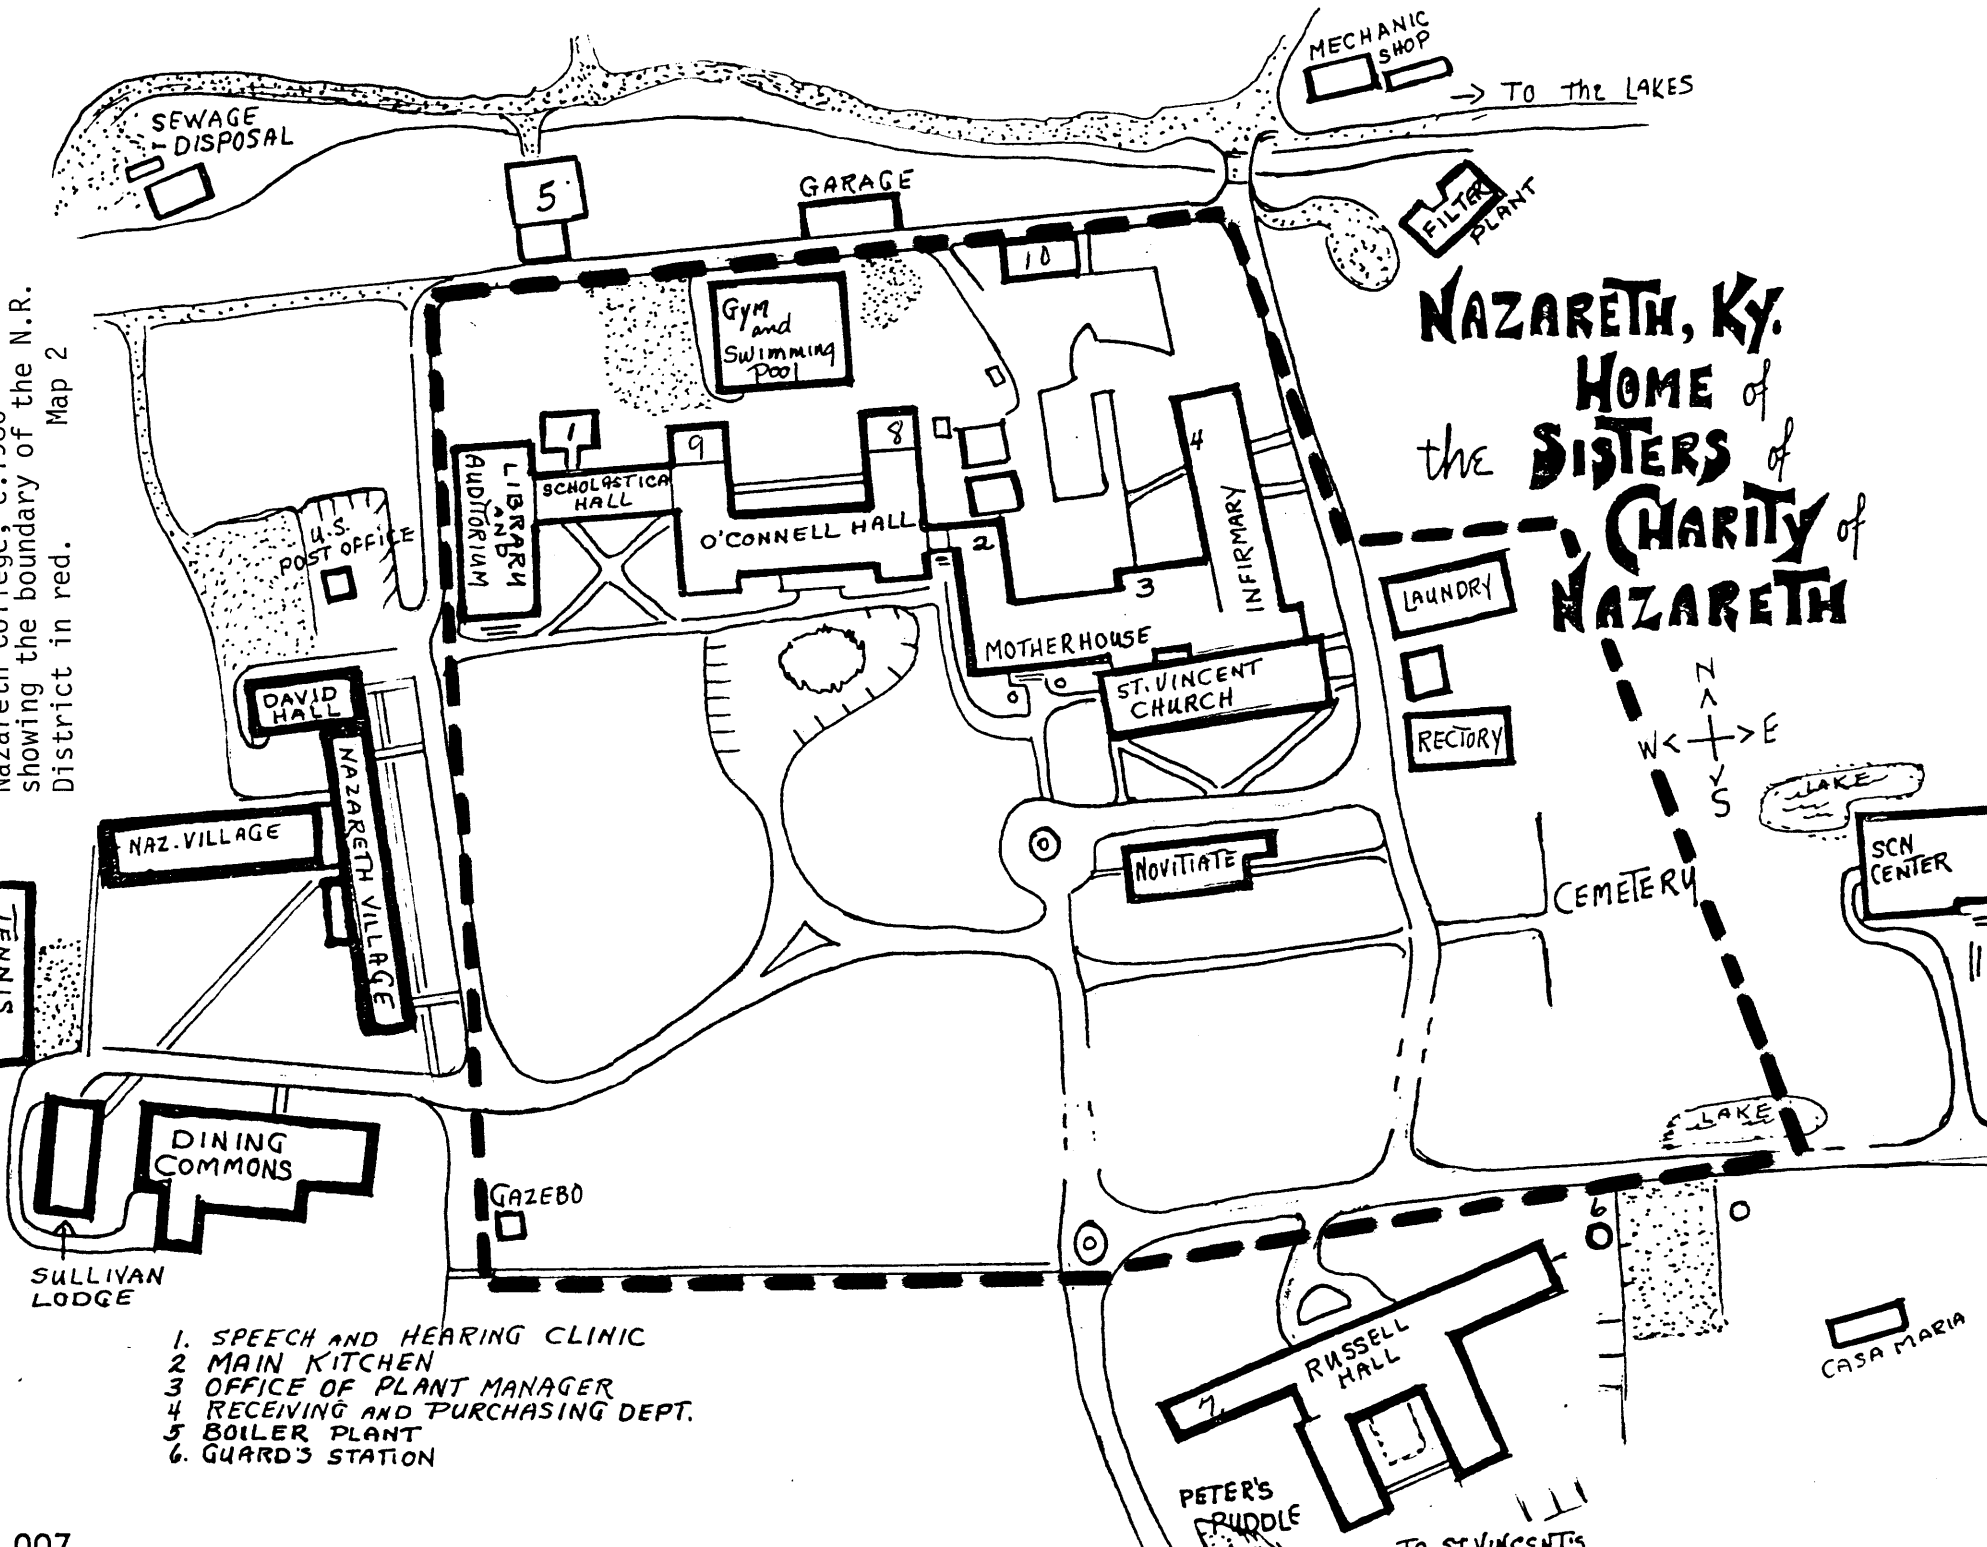 MECHANIC
SHOP
→ TO the LAKES
SEWAGE
DISPOSAL
5
GARAGE
FILTER
PLANT
10
NAZARETH, KY.
HOME of
the SISTERS of
CHARITY of
NAZARETH
showing the boundary of the N.R.
District in red. Map 2
Gym
and
Swimming
Pool
1
9
8
4
LIBRARY
AND
AUDITORIUM
SCHOLASTICA
HALL
O'CONNELL HALL
2
3
INFIRMARY
U.S.
POST OFFICE
LAUNDRY
MOTHERHOUSE
ST. VINCENT
CHURCH
DAVID
HALL
RECTORY
N
W E
S
LAKE
NAZARETH VILLAGE
NAZ. VILLAGE
SCN
CENTER
NOVITIATE
CEMETERY
TENNIS
LAKE
DINING
COMMONS
GAZEBO
6
SULLIVAN
LODGE
RUSSELL
HALL
7
CASA MARIA
1. SPEECH AND HEARING CLINIC
2 MAIN KITCHEN
3 OFFICE OF PLANT MANAGER
4 RECEIVING AND PURCHASING DEPT.
5 BOILER PLANT
6. GUARD'S STATION
PETER'S
PUDDLE
TO ST VINCENT'S
007